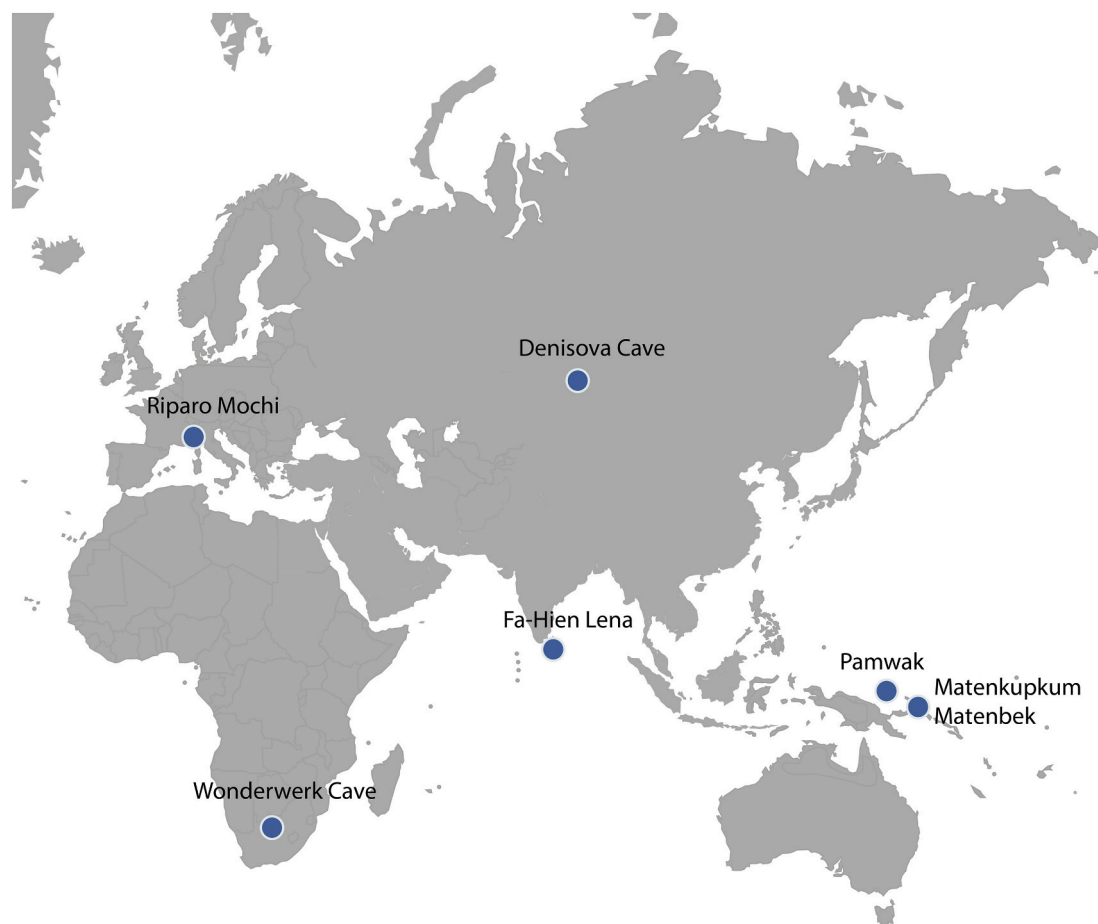 Denisova Cave
Riparo Mochi
Fa-Hien Lena
Pamwak
Matenkupkum
Matenbek
Wonderwerk Cave